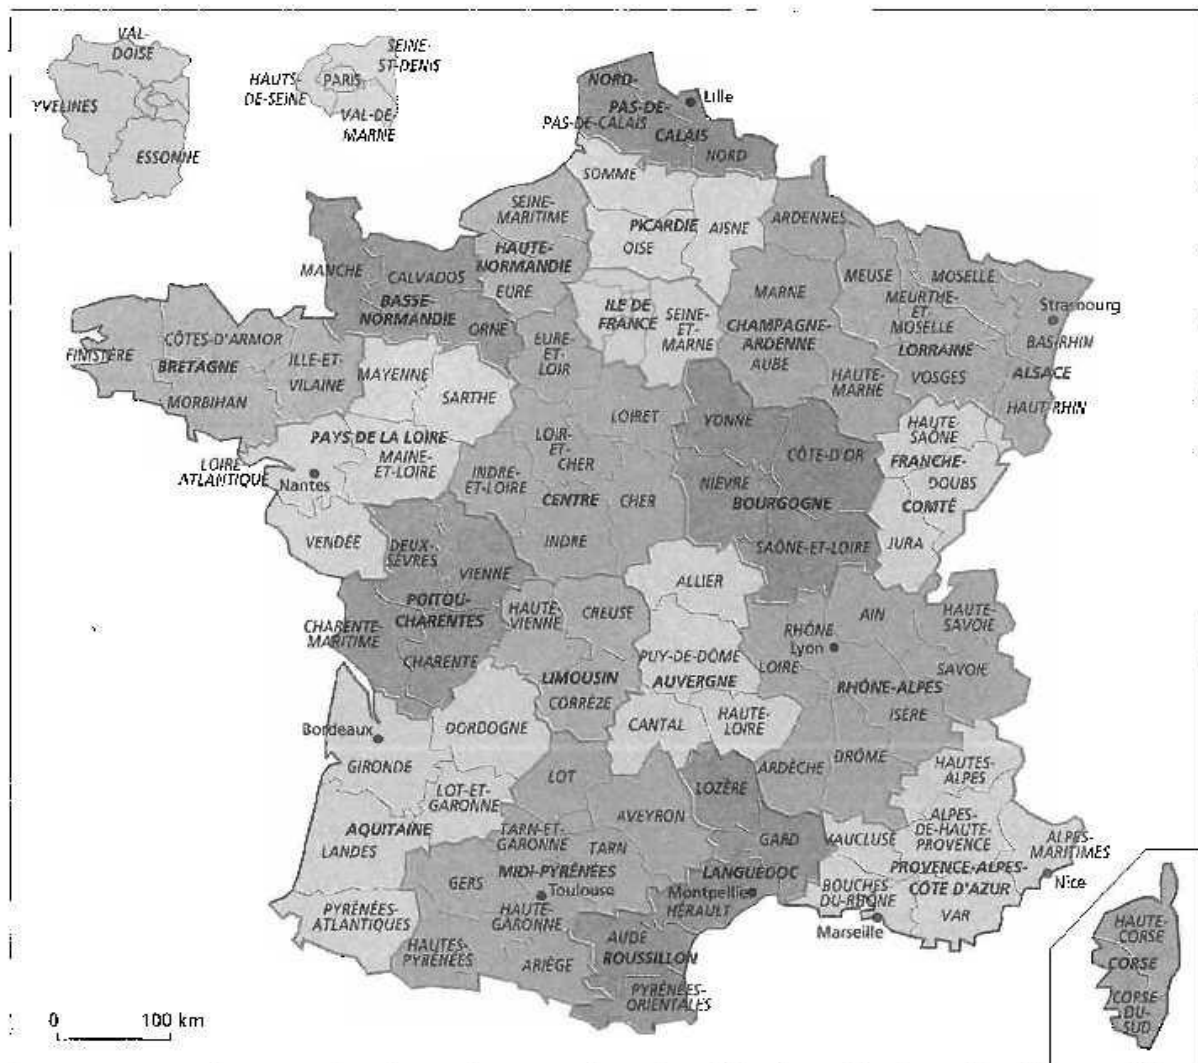 VAL-
DOISE
YVELINES
ESSONNE
SEINE-
ST-DENIS
HAUTS-
DE-SEINE
PARIS
VAL-DE-
MARNE
NORD-
PAS-DE-
CALAIS
Lille
PAS-DE-CALAIS
NORD
SOMME
PICARDIE
OISE
AISNE
ARDENNES
SEINE-
MARITIME
HAUTE-
NORMANDIE
EURE
MANCHE
CALVADOS
BASSE-
NORMANDIE
ORNE
ILE DE
FRANCE
SEINE-
ET-
MARNE
MARNE
CHAMPAGNE-
ARDENNE
AUBE
HAUTE-
MARNE
MEUSE
MOSELLE
MEURTHE-
ET
MOSELLE
LORRAINE
VOSGES
Strasbourg
BAS-RHIN
ALSACE
HAUT-RHIN
FINISTÈRE
CÔTES-D'ARMOR
BRETAGNE
MORBIHAN
ILLE-ET-
VILAINE
MAYENNE
SARTHE
PAYS DE LA LOIRE
MAINE-
ET-LOIRE
LOIRE-
ATLANTIQUE
Nantes
VENDÉE
EURE-
ET-
LOIR
LOIRET
LOIR-
ET-
CHER
INDRE-
ET-LOIRE
CENTRE
CHER
INDRE
YONNE
CÔTE-D'OR
NIÈVRE
BOURGOGNE
SAÔNE-ET-LOIRE
HAUTE-
SAÔNE
FRANCHE-
DOUBS
COMTÉ
JURA
DEUX-
SÈVRES
VIENNE
POITOU-
CHARENTES
CHARENTE-
MARITIME
CHARENTE
HAUTE-
VIENNE
CREUSE
LIMOUSIN
CORRÈZE
ALLIER
PUY-DE-DÔME
AUVERGNE
CANTAL
HAUTE-
LOIRE
AIN
HAUTE-
SAVOIE
RHÔNE
Lyon
LOIRE
SAVOIE
RHÔNE-ALPES
ISÈRE
DRÔME
ARDÈCHE
Bordeaux
DORDOGNE
GIRONDE
LOT-ET-
GARONNE
AQUITAINE
LANDES
PYRÉNÉES-
ATLANTIQUES
LOT
AVEYRON
TARN-ET-
GARONNE
TARN
MIDI-PYRÉNÉES
GERS
Toulouse
HAUTE-
GARONNE
HAUTES-
PYRÉNÉES
ARIÈGE
LOZÈRE
GARD
LANGUEDOC
Montpellier
HÉRAULT
AUDE
ROUSSILLON
PYRÉNÉES-
ORIENTALES
HAUTES-
ALPES
ALPES-
DE-HAUTE-
PROVENCE
VAUCLUSE
ALPES-
MARITIMES
PROVENCE-ALPES-
CÔTE D'AZUR
BOUCHES-
DU-RHÔNE
VAR
Nice
Marseille
HAUTE-
CORSE
CORSE
CORSE-
DU-
SUD
0 100 km